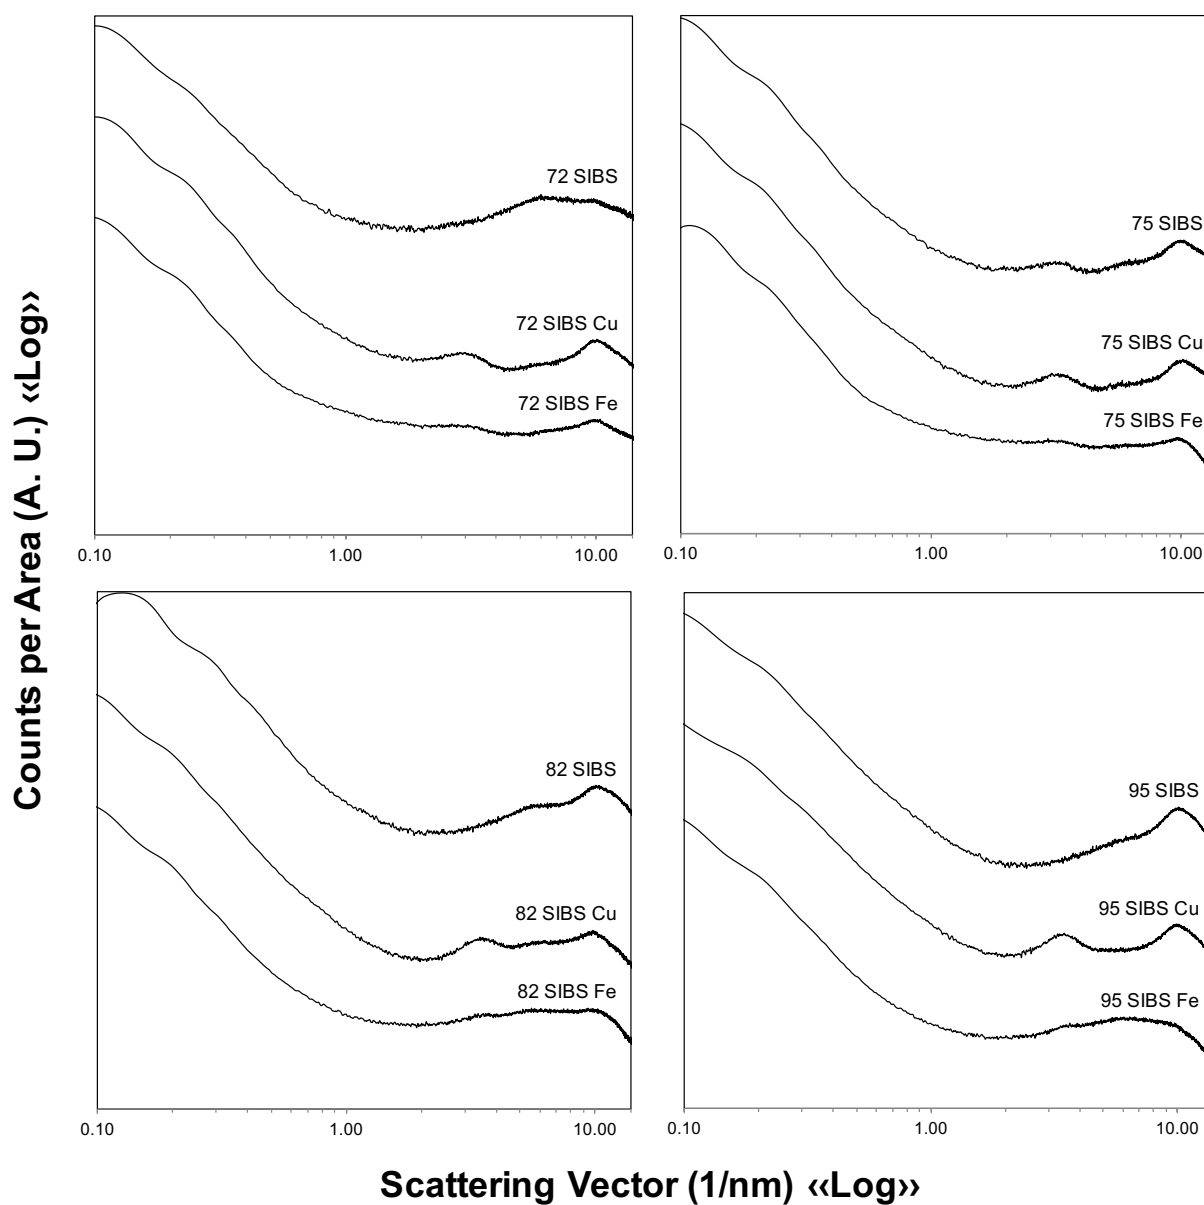 Counts per Area (A. U.) «Log»
72 SIBS
72 SIBS Cu
72 SIBS Fe
0.10 1.00 10.00
75 SIBS
75 SIBS Cu
75 SIBS Fe
0.10 1.00 10.00
82 SIBS
82 SIBS Cu
82 SIBS Fe
0.10 1.00 10.00
95 SIBS
95 SIBS Cu
95 SIBS Fe
0.10 1.00 10.00
Scattering Vector (1/nm) «Log»